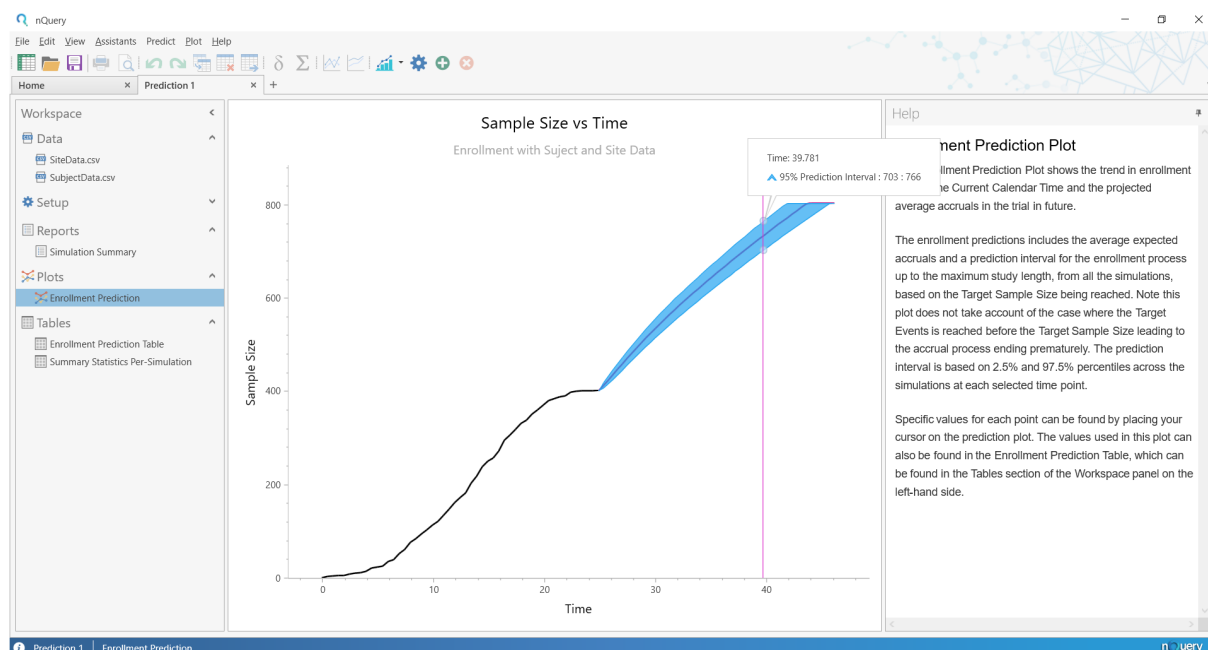 nQuery
File Edit View Assistants Predict Plot Help
δ Σ
Home × Prediction 1 × +
Workspace
Data
SiteData.csv
SubjectData.csv
Setup
Reports
Simulation Summary
Plots
Enrollment Prediction
Tables
Enrollment Prediction Table
Summary Statistics Per-Simulation
Sample Size vs Time
Enrollment with Suject and Site Data
Time: 39.781
95% Prediction Interval : 703 : 766
Sample Size
800
600
400
200
0
0 10 20 30 40
Time
Help
ment Prediction Plot
llment Prediction Plot shows the trend in enrollment
he Current Calendar Time and the projected
average accruals in the trial in future.
The enrollment predictions includes the average expected
accruals and a prediction interval for the enrollment process
up to the maximum study length, from all the simulations,
based on the Target Sample Size being reached. Note this
plot does not take account of the case where the Target
Events is reached before the Target Sample Size leading to
the accrual process ending prematurely. The prediction
interval is based on 2.5% and 97.5% percentiles across the
simulations at each selected time point.
Specific values for each point can be found by placing your
cursor on the prediction plot. The values used in this plot can
also be found in the Enrollment Prediction Table, which can
be found in the Tables section of the Workspace panel on the
left-hand side.
Prediction 1 | Enrollment Prediction
nQuery